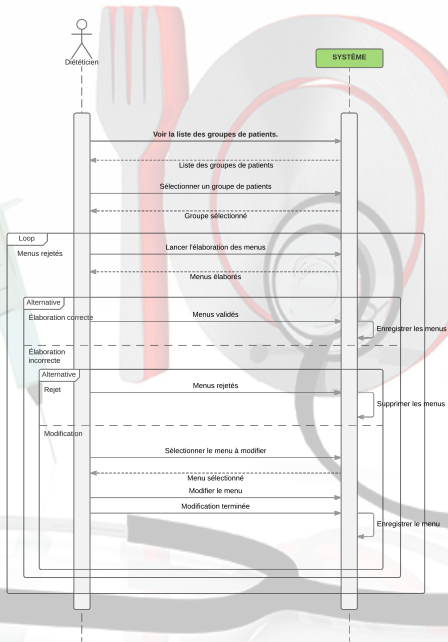 Diététicien
SYSTÈME
Voir la liste des groupes de patients.
Liste des groupes de patients
Sélectionner un groupe de patients
Groupe sélectionné
Loop
Menus rejetés
Lancer l'élaboration des menus
Menus élaborés
Alternative
Élaboration correcte
Menus validés
Enregistrer les menus
Élaboration
incorrecte
Alternative
Rejet
Menus rejetés
Supprimer les menus
Modification
Sélectionner le menu à modifier
Menu sélectionné
Modifier le menu
Modification terminée
Enregistrer le menu